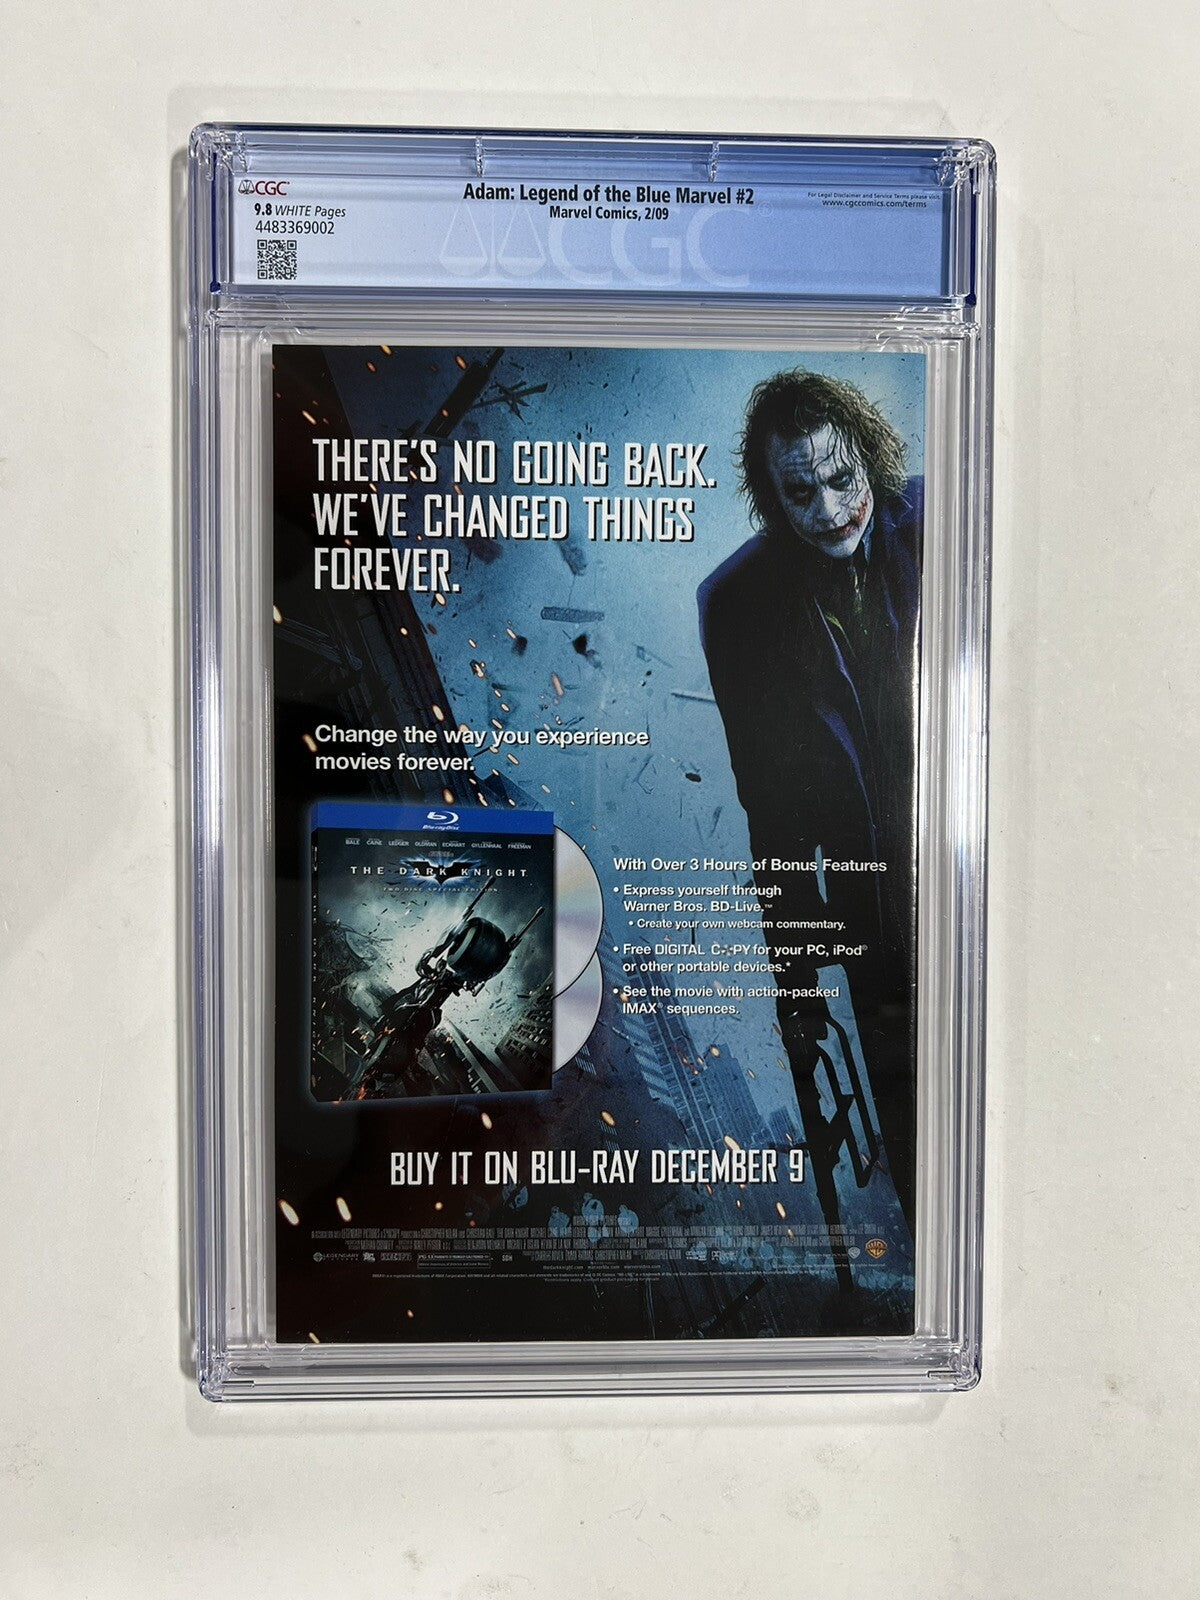 CGC
9.8 WHITE Pages
4483369002
Adam: Legend of the Blue Marvel #2
Marvel Comics, 2/09
For Legal Disclaimer and Service Terms please visit
www.cgccomics.com/terms
CGC
THERE'S NO GOING BACK.
WE'VE CHANGED THINGS
FOREVER.
Change the way you experience
movies forever.
Blu-ray Disc
BALE CAINE LEDGER OLDMAN ECKHART GYLLENHAAL FREEMAN
THE DARK KNIGHT
TWO-DISC SPECIAL EDITION
With Over 3 Hours of Bonus Features
• Express yourself through
Warner Bros. BD-Live.™
• Create your own webcam commentary.
• Free DIGITAL COPY for your PC, iPod®
or other portable devices.*
• See the movie with action-packed
IMAX® sequences.
BUY IT ON BLU-RAY DECEMBER 9
LEGENDARY